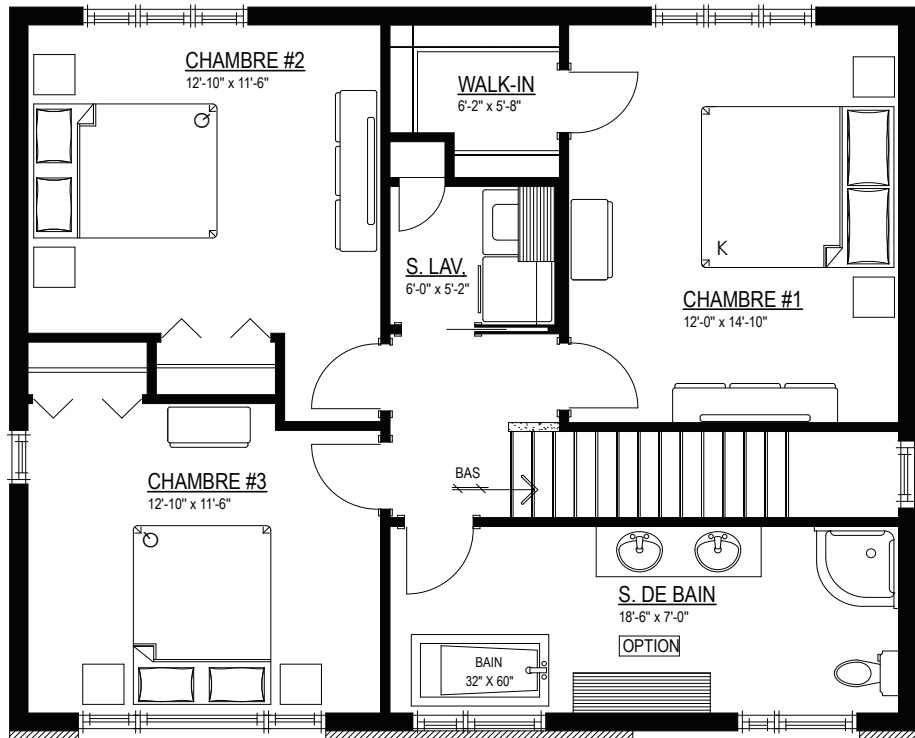 CHAMBRE #2
12'-10" x 11'-6"
WALK-IN
6'-2" x 5'-8"
S. LAV,
6'-0" x 5'-2"
K
CHAMBRE #1
12'-0" x 14'-10"
BAS
CHAMBRE #3
12'-10" x 11'-6"
S. DE BAIN
18'-6" x 7'-0"
OPTION
BAIN
32" X 60"